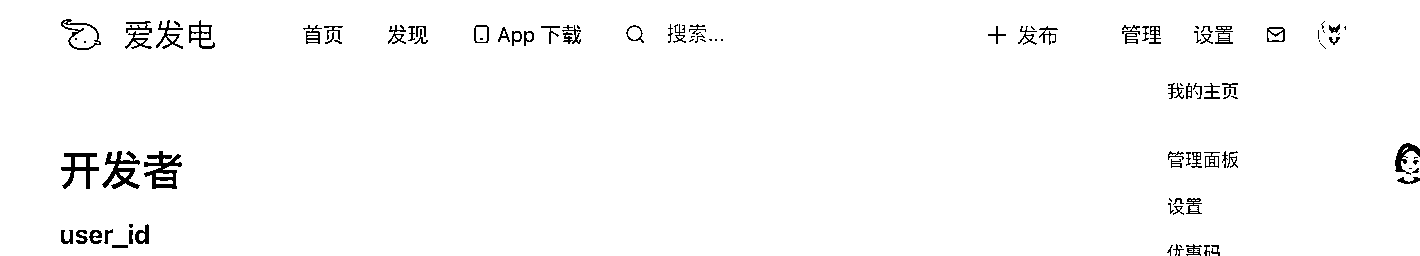 爱发电 首页 发现 App 下载 搜索... 发布 管理 设置
我的主页
开发者
管理面板
设置
user_id
优惠码